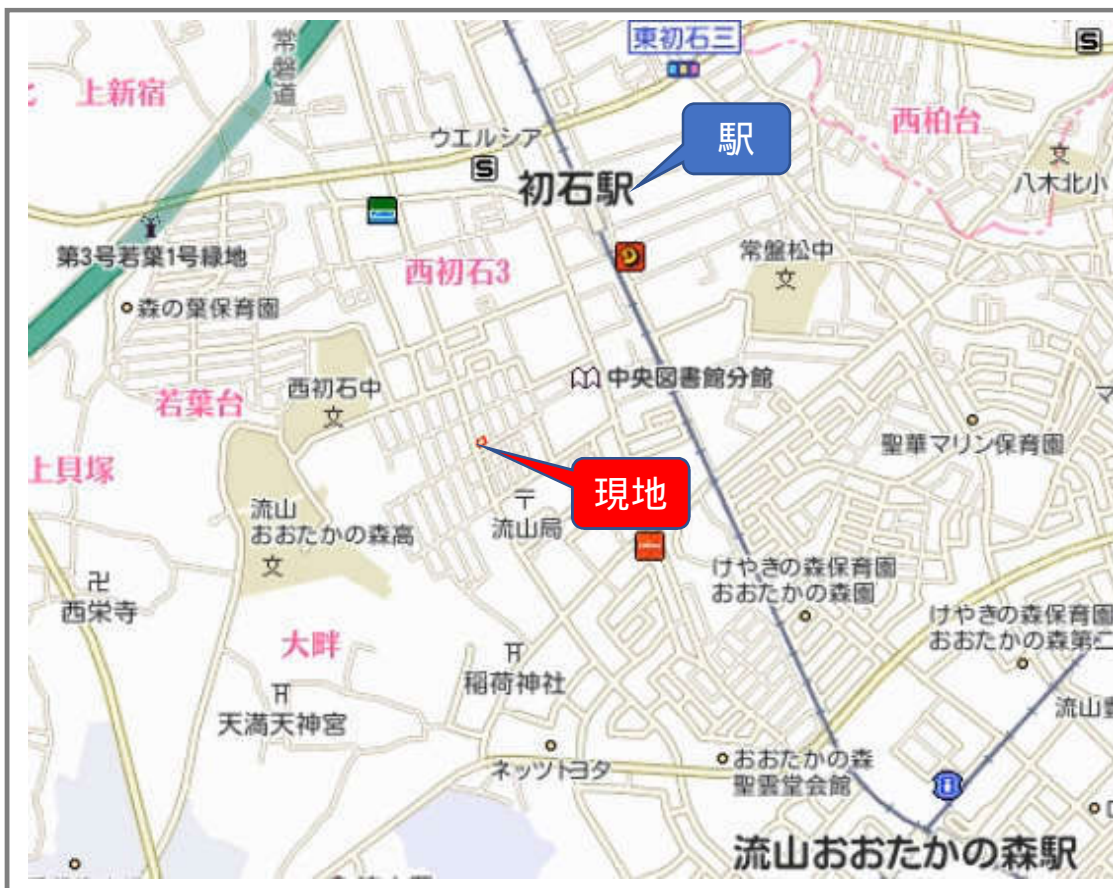 常磐道
東初石三
S
上新宿
西柏台
駅
ウエルシア
S
初石駅
八木北小
第3号若葉1号緑地
西初石3
常盤松中
森の葉保育園
中央図書館分館
西初石中
若葉台
聖華マリン保育園
上貝塚
現地
流山
おおたかの森高
流山局
けやきの森保育園
おおたかの森園
西栄寺
けやきの森保育園
おおたかの森第二
大畔
稲荷神社
天満天神宮
流山
ネッツトヨタ
おおたかの森
聖雲堂会館
流山おおたかの森駅